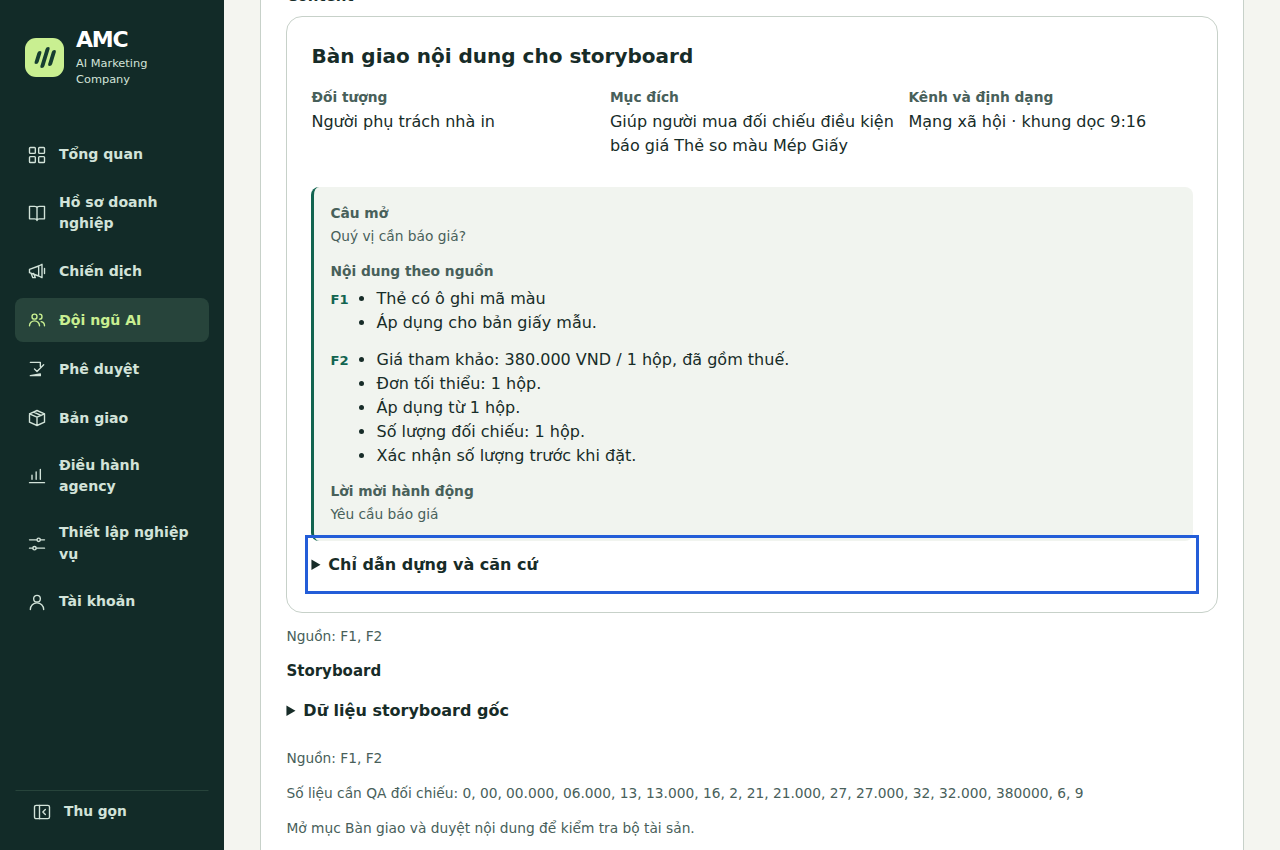 AMC
AI Marketing
Company
Tổng quan
Hồ sơ doanh
nghiệp
Chiến dịch
Đội ngũ AI
Phê duyệt
Bản giao
Điều hành
agency
Thiết lập nghiệp
vụ
Tài khoản
Thu gọn
Bàn giao nội dung cho storyboard
Đối tượng
Người phụ trách nhà in
Mục đích
Giúp người mua đối chiếu điều kiện
báo giá Thẻ so màu Mép Giấy
Kênh và định dạng
Mạng xã hội · khung dọc 9:16
Câu mở
Quý vị cần báo giá?
Nội dung theo nguồn
F1 • Thẻ có ô ghi mã màu
• Áp dụng cho bản giấy mẫu.
F2 • Giá tham khảo: 380.000 VND / 1 hộp, đã gồm thuế.
• Đơn tối thiểu: 1 hộp.
• Áp dụng từ 1 hộp.
• Số lượng đối chiếu: 1 hộp.
• Xác nhận số lượng trước khi đặt.
Lời mời hành động
Yêu cầu báo giá
Chỉ dẫn dựng và căn cứ
Nguồn: F1, F2
Storyboard
Dữ liệu storyboard gốc
Nguồn: F1, F2
Số liệu cần QA đối chiếu: 0, 00, 00.000, 06.000, 13, 13.000, 16, 2, 21, 21.000, 27, 27.000, 32, 32.000, 380000, 6, 9
Mở mục Bàn giao và duyệt nội dung để kiểm tra bộ tài sản.